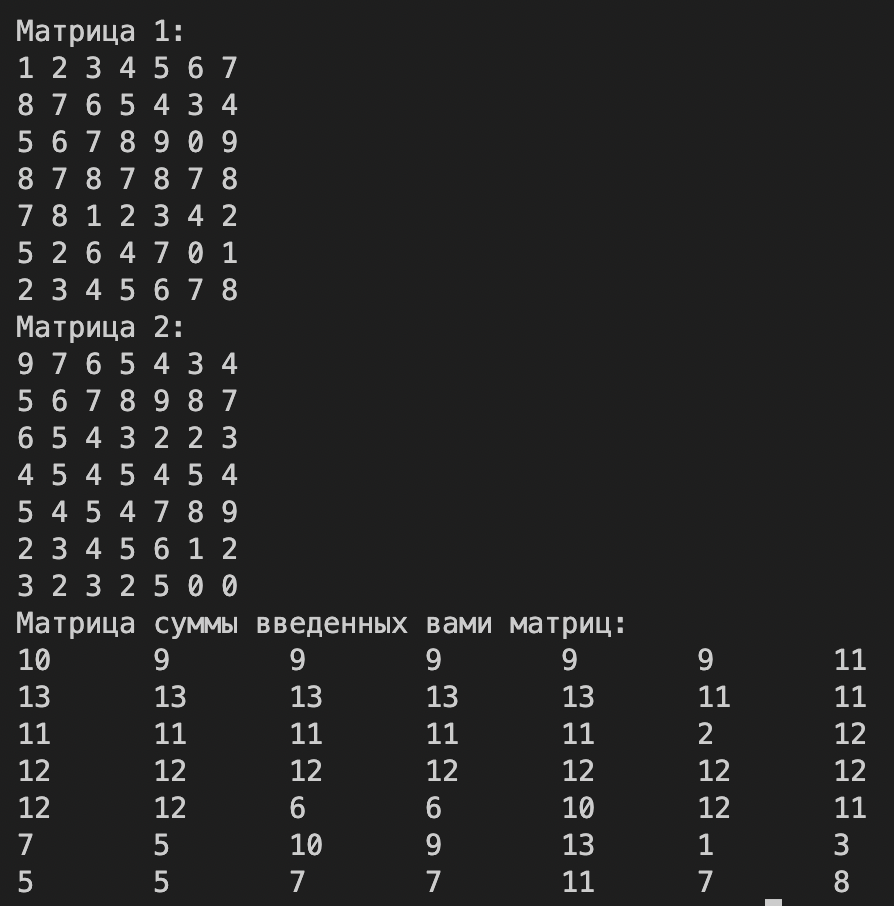 Матрица 1:
1 2 3 4 5 6 7
8 7 6 5 4 3 4
5 6 7 8 9 0 9
8 7 8 7 8 7 8
7 8 1 2 3 4 2
5 2 6 4 7 0 1
2 3 4 5 6 7 8
Матрица 2:
9 7 6 5 4 3 4
5 6 7 8 9 8 7
6 5 4 3 2 2 3
4 5 4 5 4 5 4
5 4 5 4 7 8 9
2 3 4 5 6 1 2
3 2 3 2 5 0 0
Матрица суммы введенных вами матриц:
10 9 9 9 9 9 11
13 13 13 13 13 11 11
11 11 11 11 11 2 12
12 12 12 12 12 12 12
12 12 6 6 10 12 11
7 5 10 9 13 1 3
5 5 7 7 11 7 8